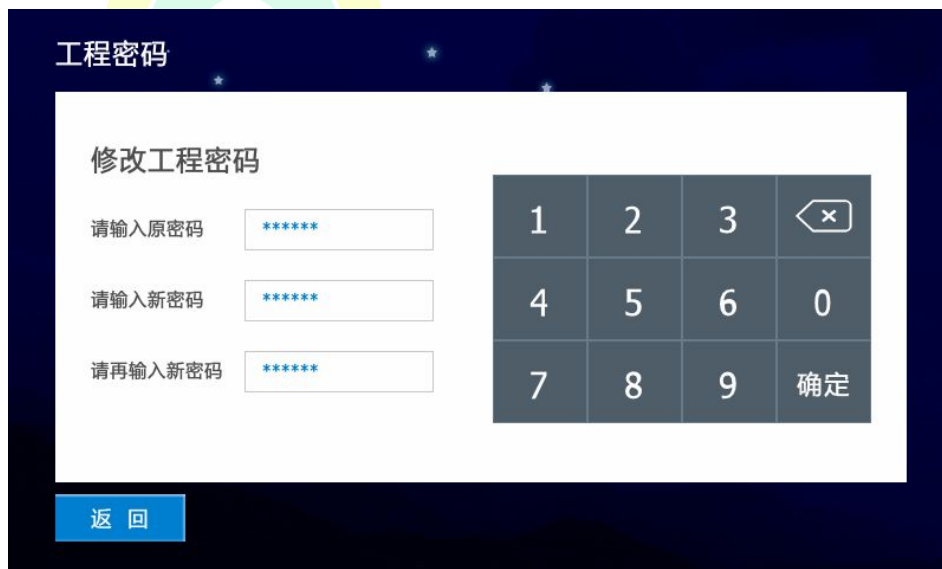 工程密码
修改工程密码
请输入原密码 ******
请输入新密码 ******
请再输入新密码 ******
1 2 3
4 5 6 0
7 8 9 确定
返 回